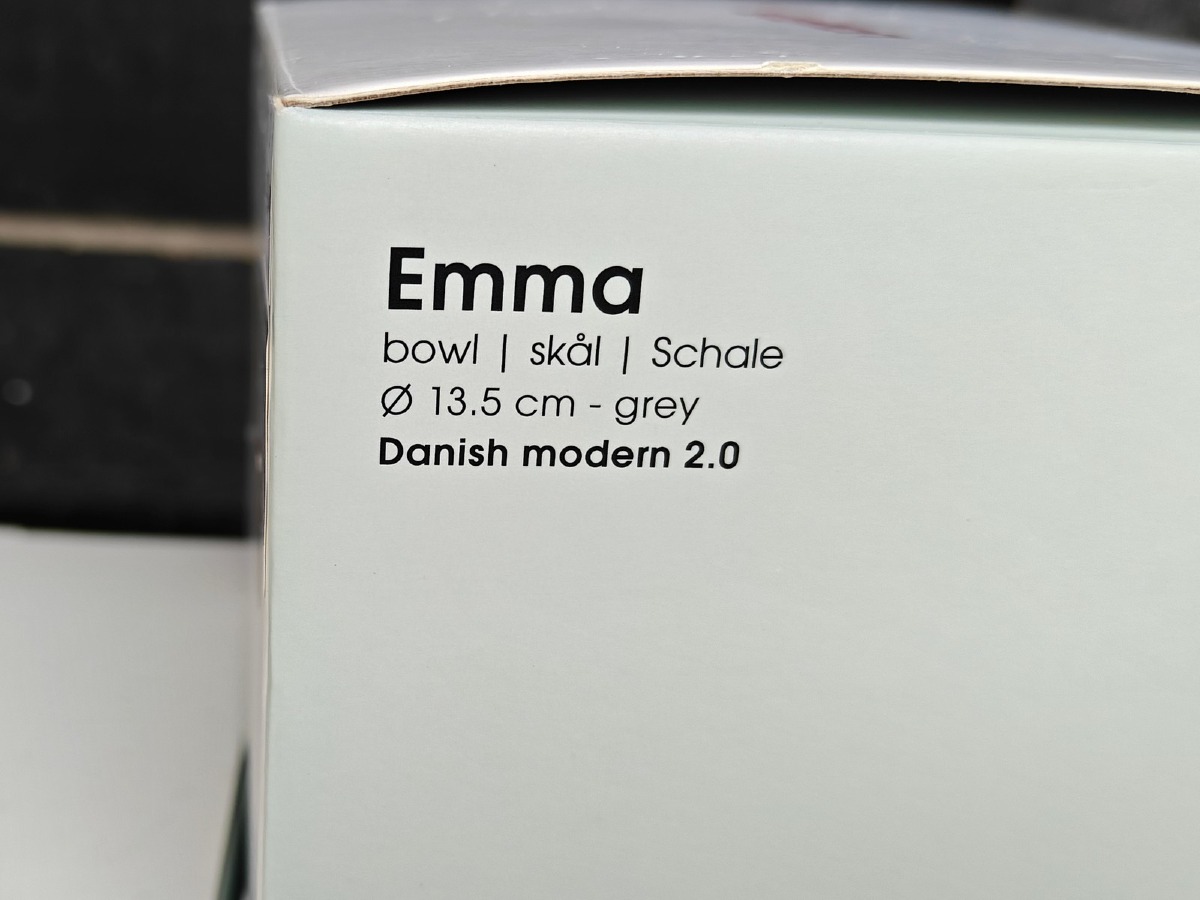 Emma
bowl | skål | Schale
Ø 13.5 cm - grey
Danish modern 2.0